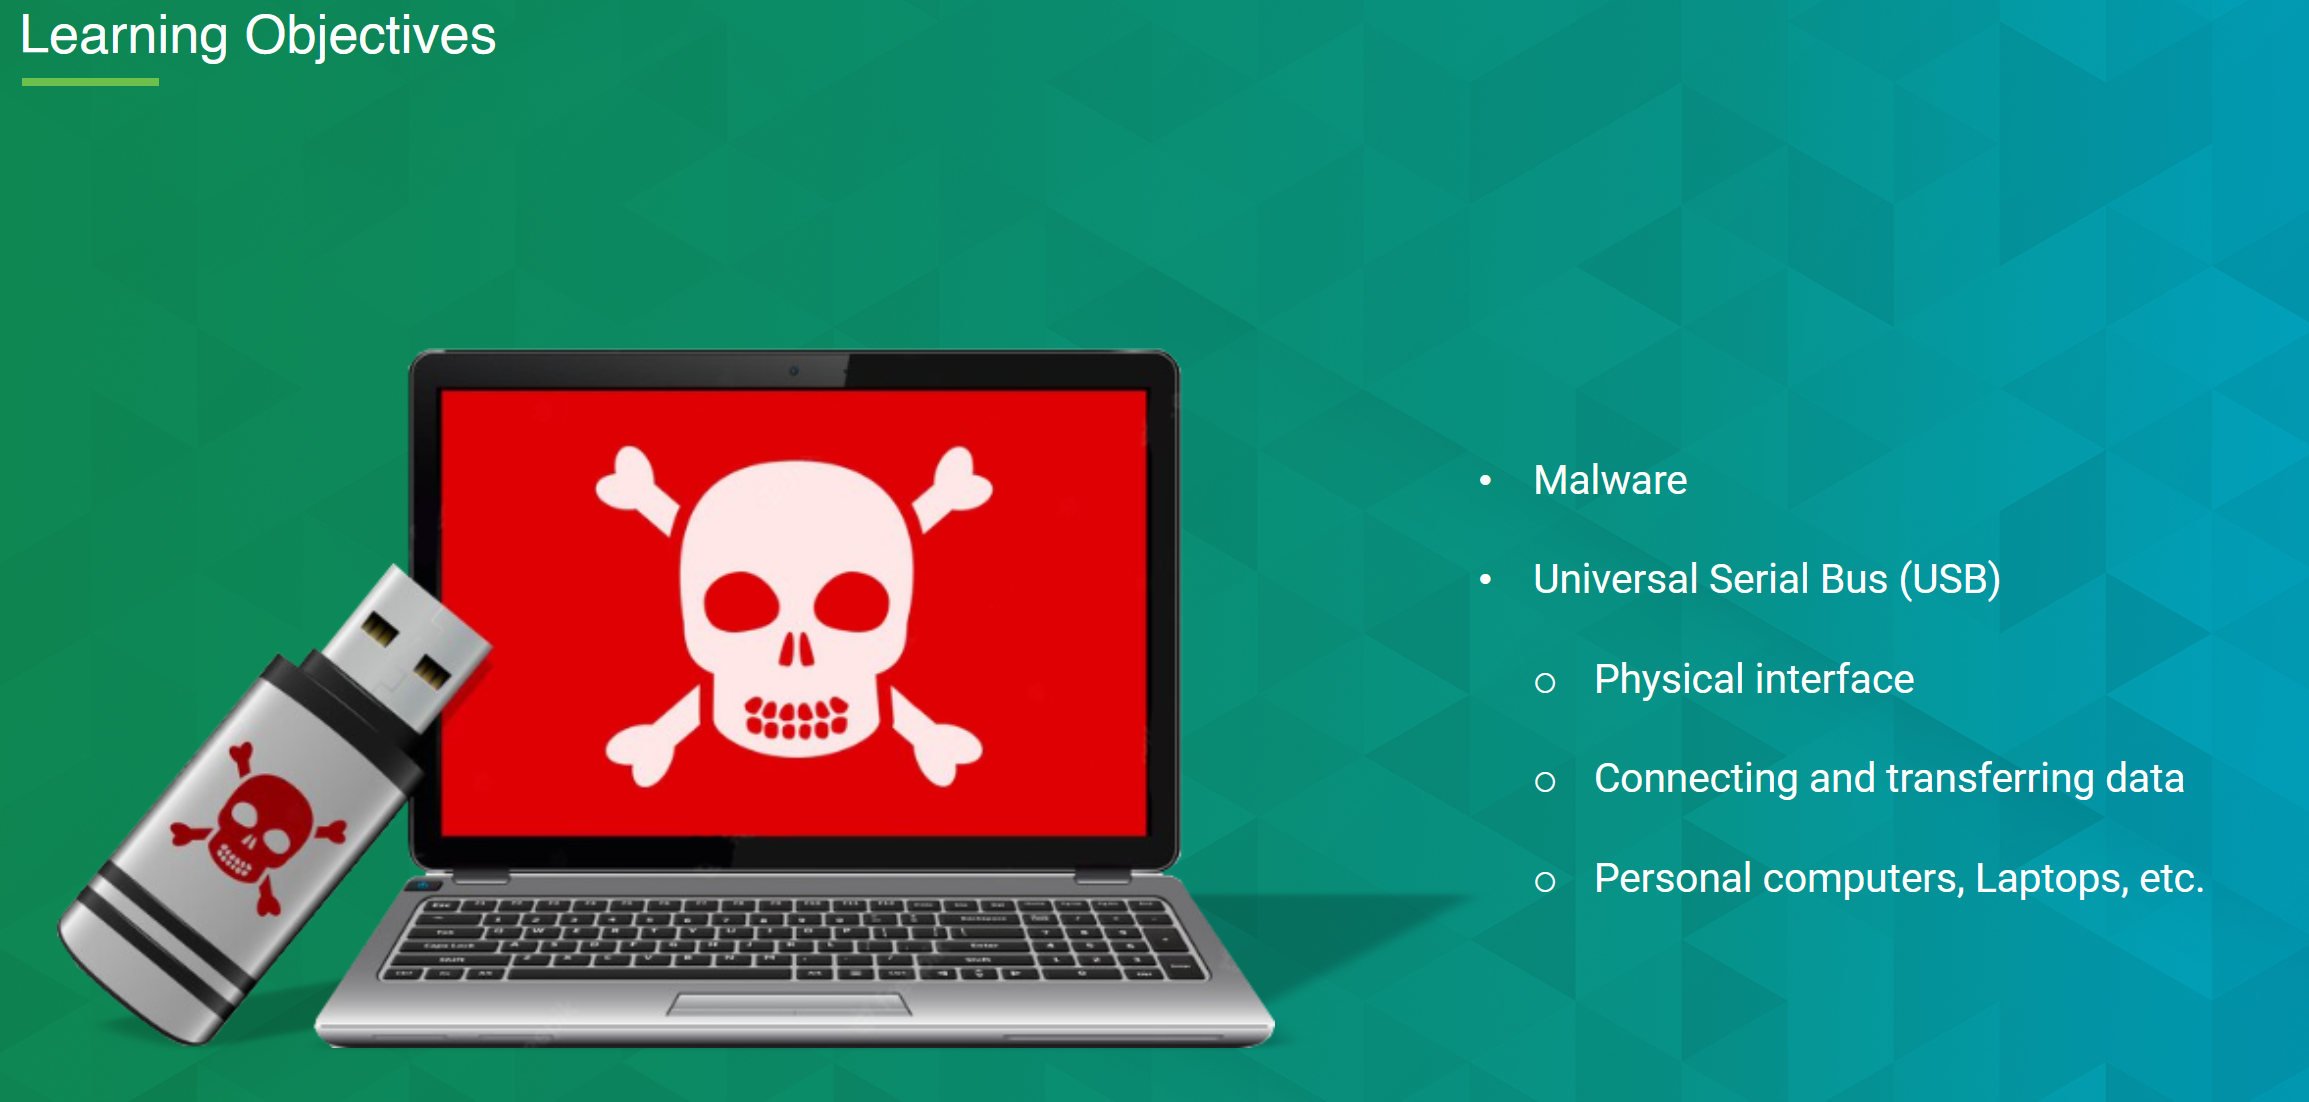 Learning Objectives
• Malware
• Universal Serial Bus (USB)
o Physical interface
o Connecting and transferring data
o Personal computers, Laptops, etc.